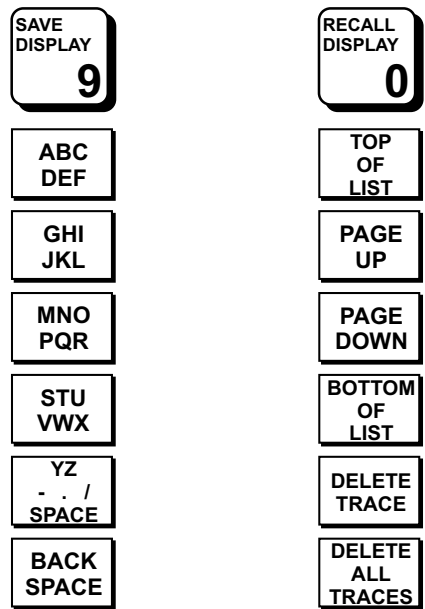 SAVE
DISPLAY
9
ABC
DEF
GHI
JKL
MNO
PQR
STU
VWX
YZ
- . /
SPACE
BACK
SPACE
RECALL
DISPLAY
0
TOP
OF
LIST
PAGE
UP
PAGE
DOWN
BOTTOM
OF
LIST
DELETE
TRACE
DELETE
ALL
TRACES